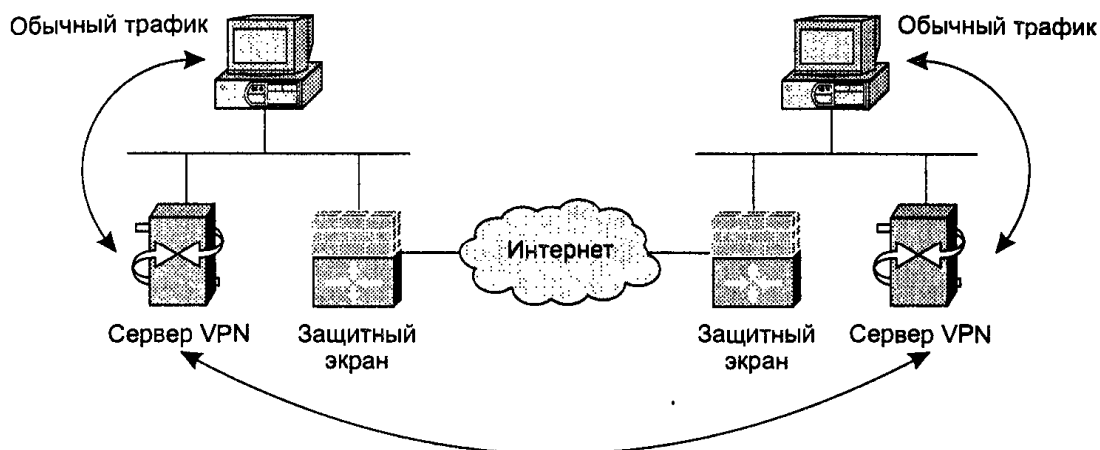 Обычный трафик
Обычный трафик
Интернет
Сервер VPN
Защитный
экран
Защитный
экран
Сервер VPN